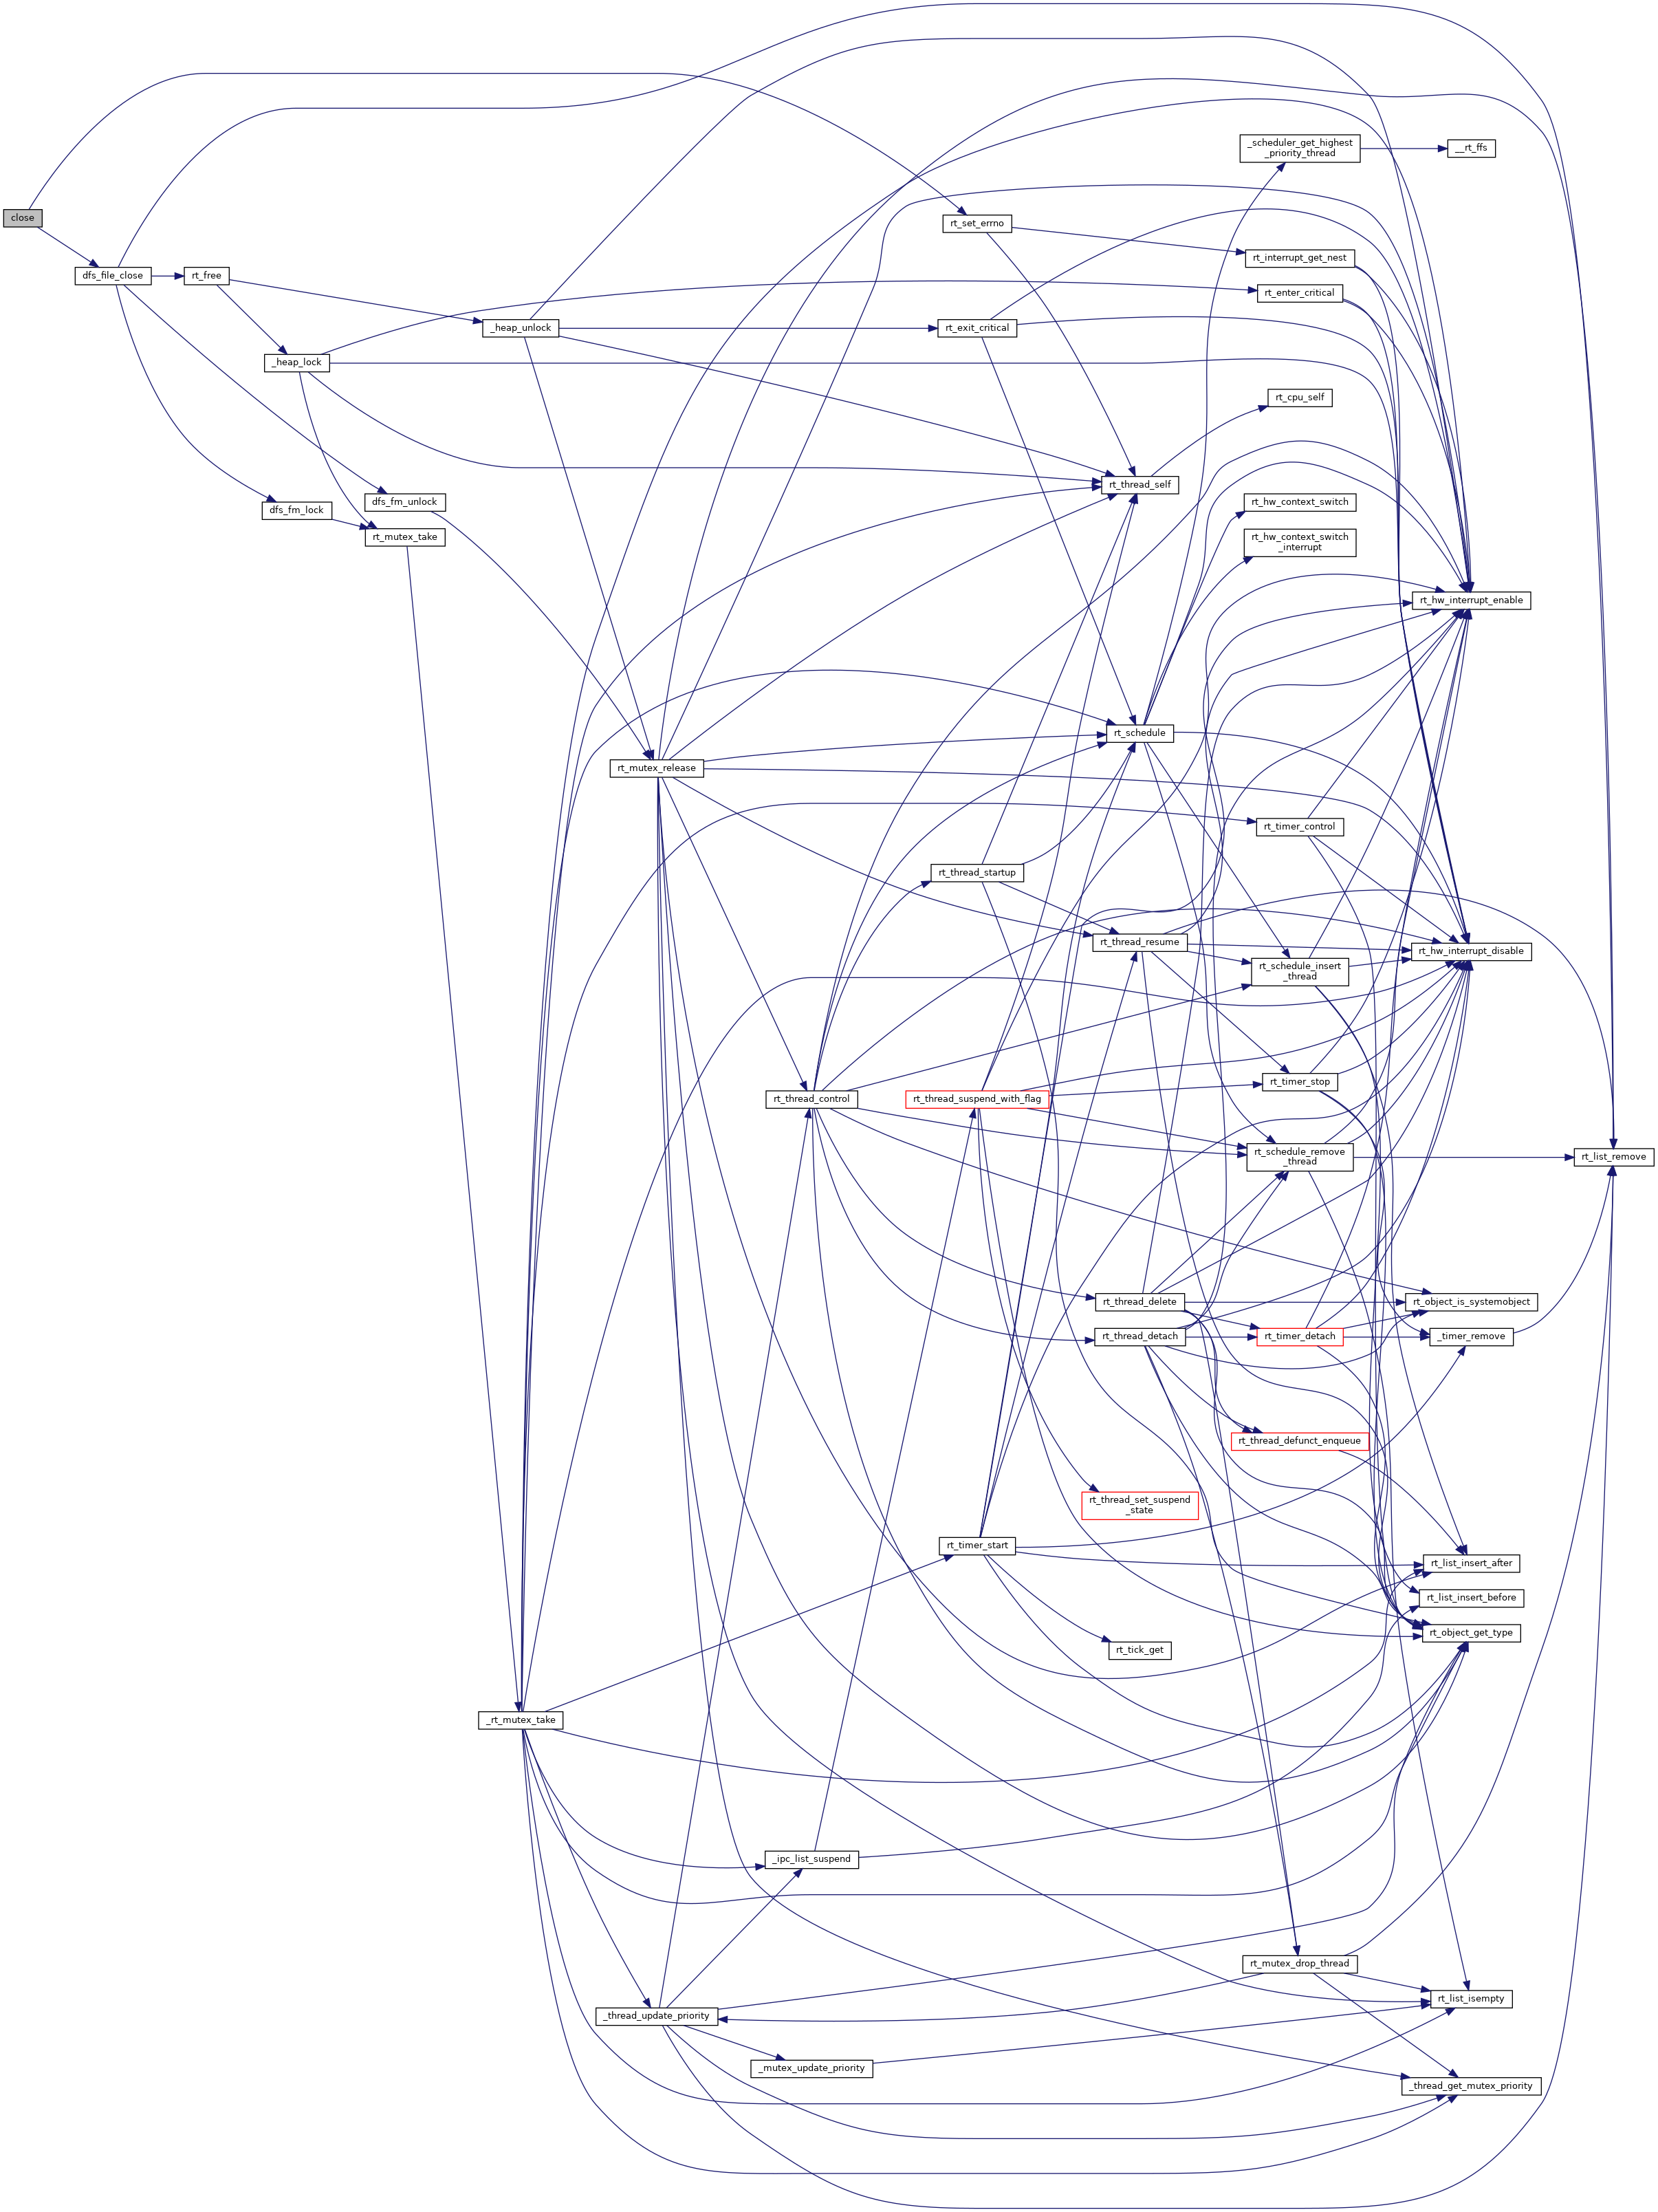 _scheduler_get_highest
_priority_thread
__rt_ffs
close
rt_set_errno
rt_interrupt_get_nest
dfs_file_close
rt_free
rt_enter_critical
_heap_unlock
rt_exit_critical
_heap_lock
rt_cpu_self
rt_thread_self
dfs_fm_unlock
rt_hw_context_switch
dfs_fm_lock
rt_mutex_take
rt_hw_context_switch
_interrupt
rt_hw_interrupt_enable
rt_schedule
rt_mutex_release
rt_timer_control
rt_thread_startup
rt_thread_resume
rt_hw_interrupt_disable
rt_schedule_insert
_thread
rt_timer_stop
rt_thread_control
rt_thread_suspend_with_flag
rt_schedule_remove
_thread
rt_list_remove
rt_thread_delete
rt_object_is_systemobject
rt_thread_detach
rt_timer_detach
_timer_remove
rt_thread_defunct_enqueue
rt_thread_set_suspend
_state
rt_timer_start
rt_list_insert_after
rt_list_insert_before
rt_object_get_type
rt_tick_get
_rt_mutex_take
_ipc_list_suspend
rt_mutex_drop_thread
rt_list_isempty
_thread_update_priority
_mutex_update_priority
_thread_get_mutex_priority